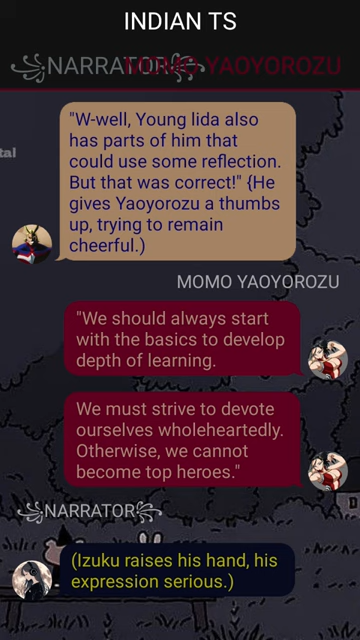 INDIAN TS
꧁NARRATOR꧂
MOMO YAOYOROZU
tal
"W-well, Young Iida also
has parts of him that
could use some reflection.
But that was correct!" {He
gives Yaoyorozu a thumbs
up, trying to remain
cheerful.)
MOMO YAOYOROZU
"We should always start
with the basics to develop
depth of learning.
We must strive to devote
ourselves wholeheartedly.
Otherwise, we cannot
become top heroes."
꧁NARRATOR꧂
(Izuku raises his hand, his
expression serious.)